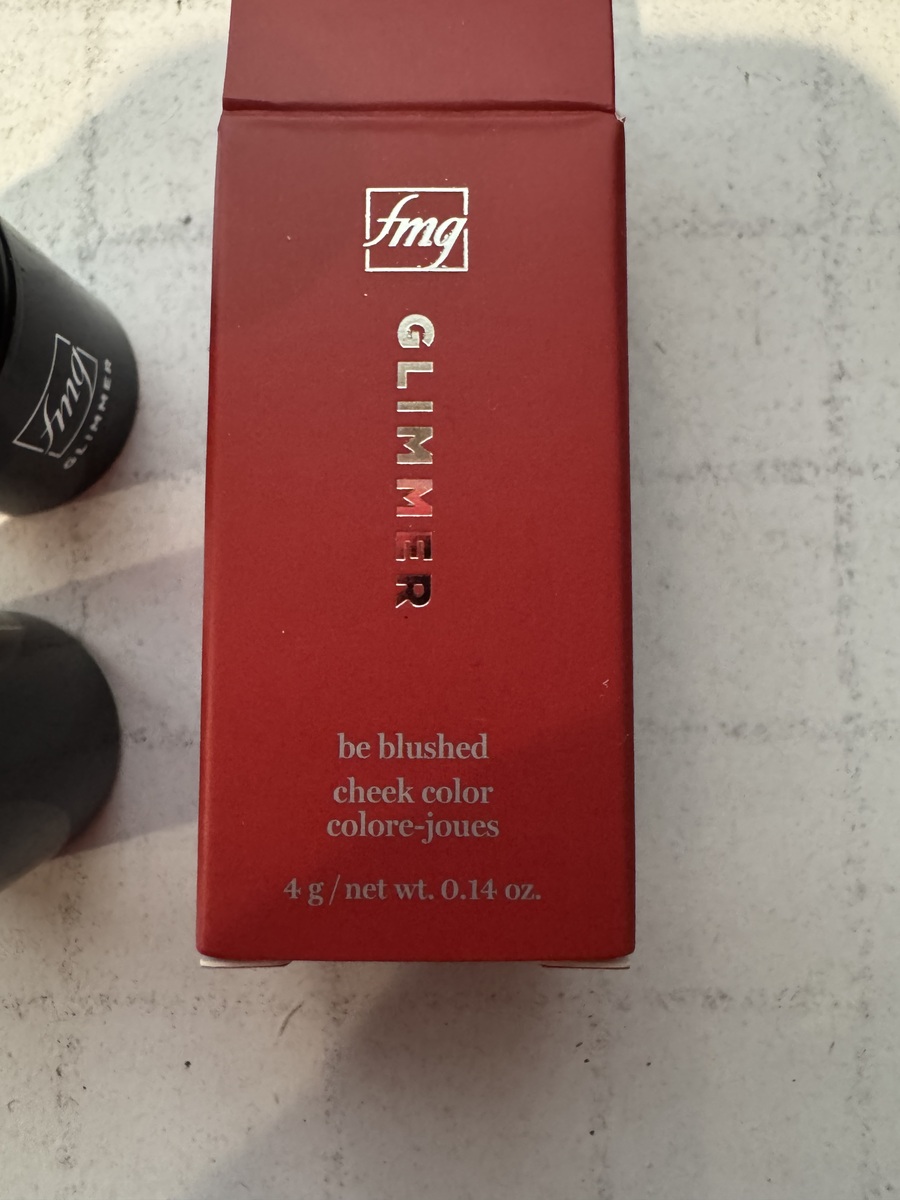 fmg
GLIMMER
be blushed
cheek color
colore-joues
4 g / net wt. 0.14 oz.
fmg
GLIMMER